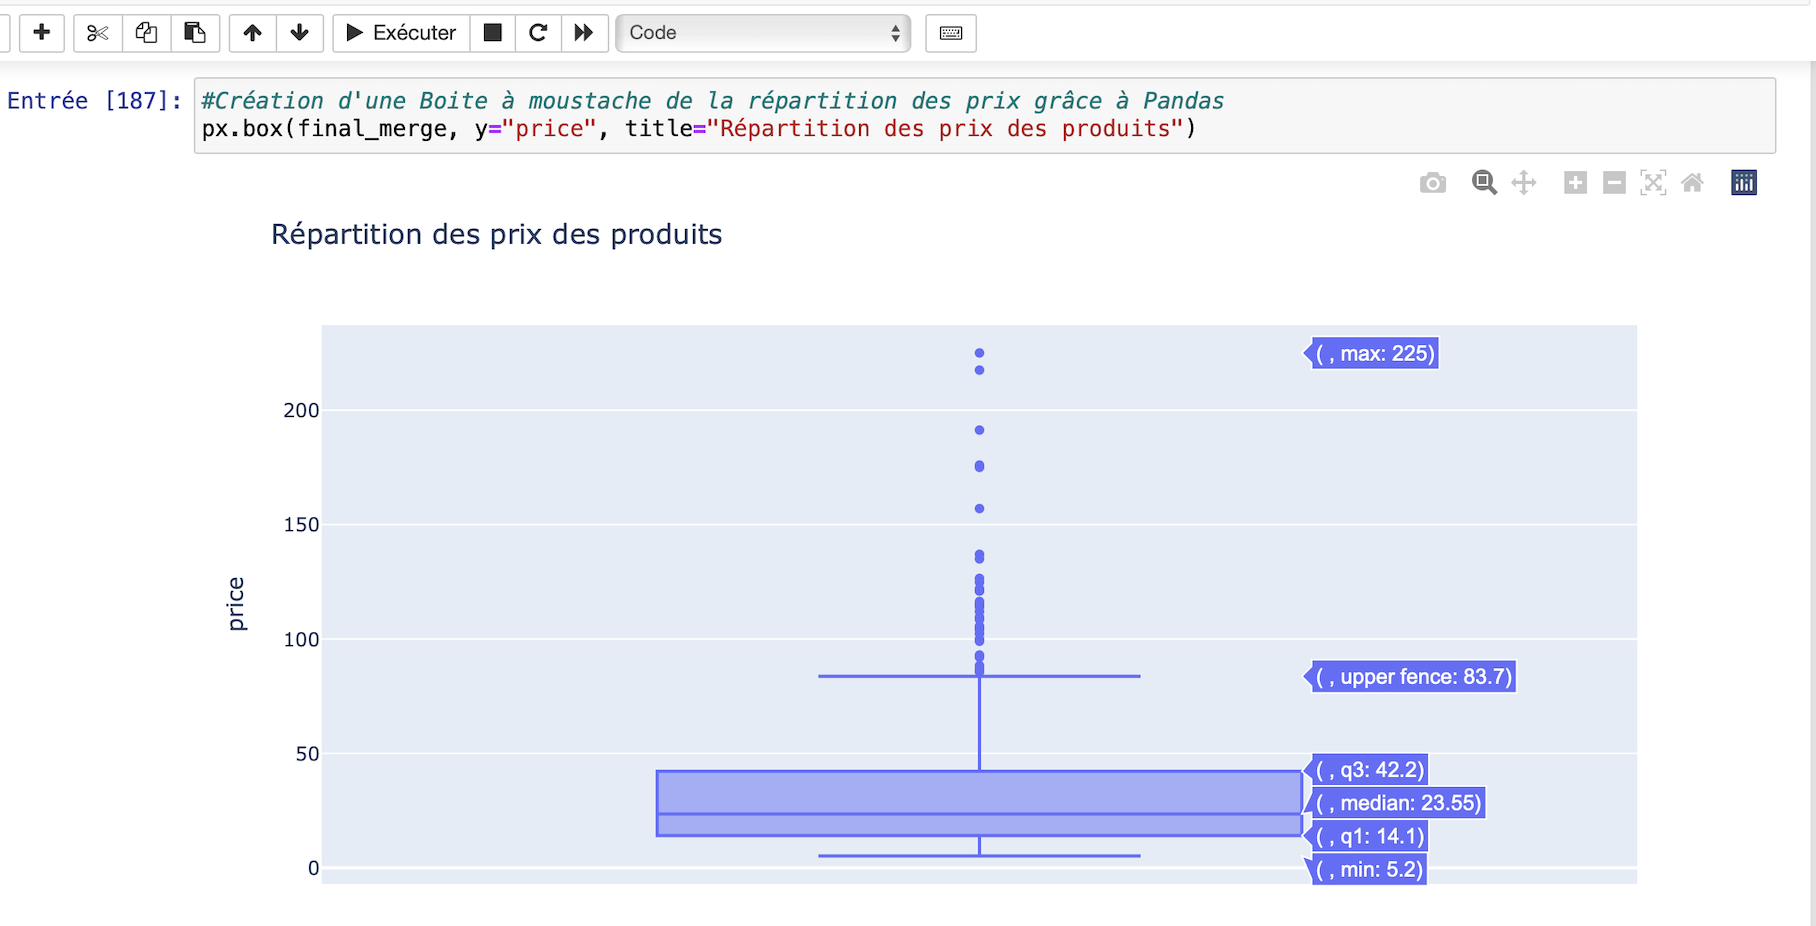 Exécuter
Code
Entrée [187]:
#Création d'une Boite à moustache de la répartition des prix grâce à Pandas
px.box(final_merge, y="price", title="Répartition des prix des produits")
Répartition des prix des produits
( , max: 225)
200
150
price
100
( , upper fence: 83.7)
50
( , q3: 42.2)
( , median: 23.55)
( , q1: 14.1)
0
( , min: 5.2)